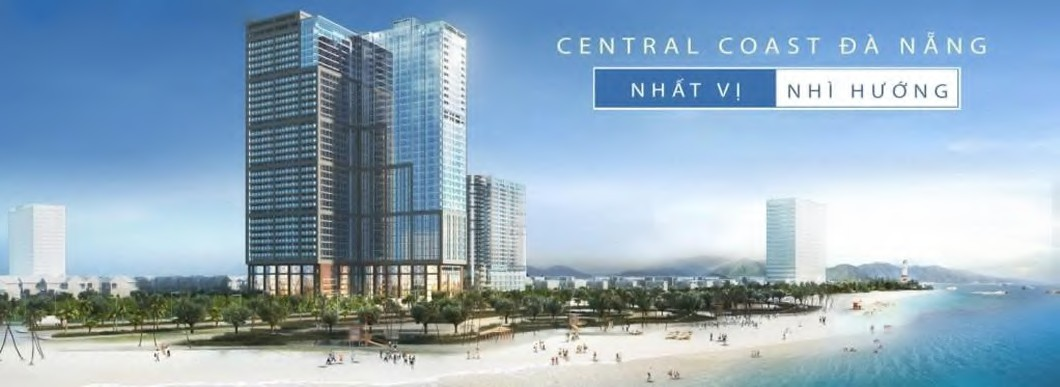 CENTRAL COAST ĐÀ NẴNG
NHẤT VỊ NHÌ HƯỚNG